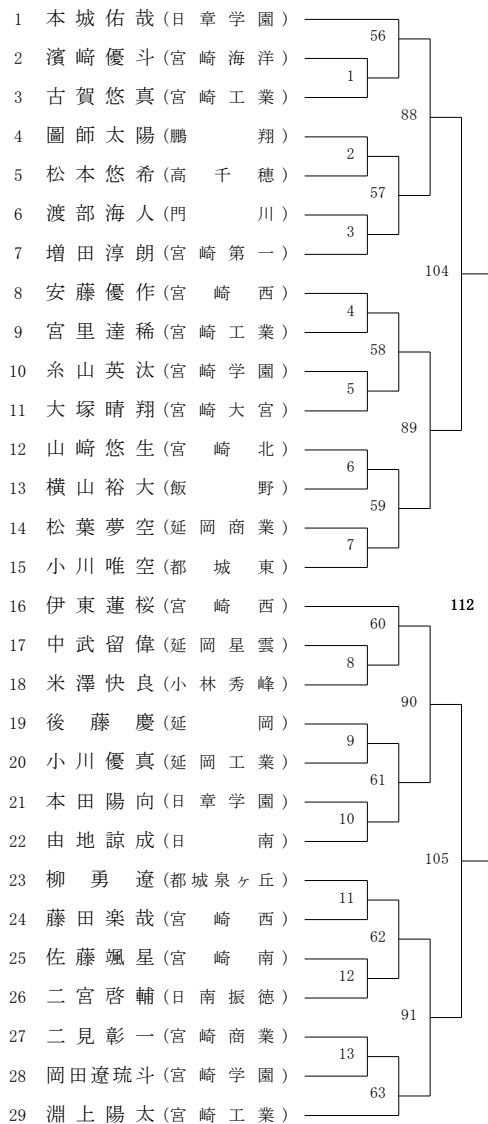 1 本城佑哉(日章学園)
56
2 濱﨑優斗(宮崎海洋)
1
3 古賀悠真(宮崎工業)
88
4 圖師太陽(鵬翔)
2
5 松本悠希(高千穂)
57
6 渡部海人(門川)
3
7 増田淳朗(宮崎第一)
104
8 安藤優作(宮崎西)
4
9 宮里達稀(宮崎工業)
58
10 糸山英汰(宮崎学園)
5
11 大塚晴翔(宮崎大宮)
89
12 山﨑悠生(宮崎北)
6
13 横山裕大(飯野)
59
14 松葉夢空(延岡商業)
7
15 小川唯空(都城東)
16 伊東蓮桜(宮崎西)
112
60
17 中武留偉(延岡星雲)
8
18 米澤快良(小林秀峰)
90
19 後藤慶(延岡)
9
20 小川優真(延岡工業)
61
21 本田陽向(日章学園)
10
22 由地諒成(日南)
105
23 柳勇遼(都城泉ヶ丘)
11
24 藤田楽哉(宮崎西)
62
25 佐藤颯星(宮崎南)
12
26 二宮啓輔(日南振徳)
91
27 二見彰一(宮崎商業)
13
28 岡田遼琉斗(宮崎学園)
63
29 淵上陽太(宮崎工業)